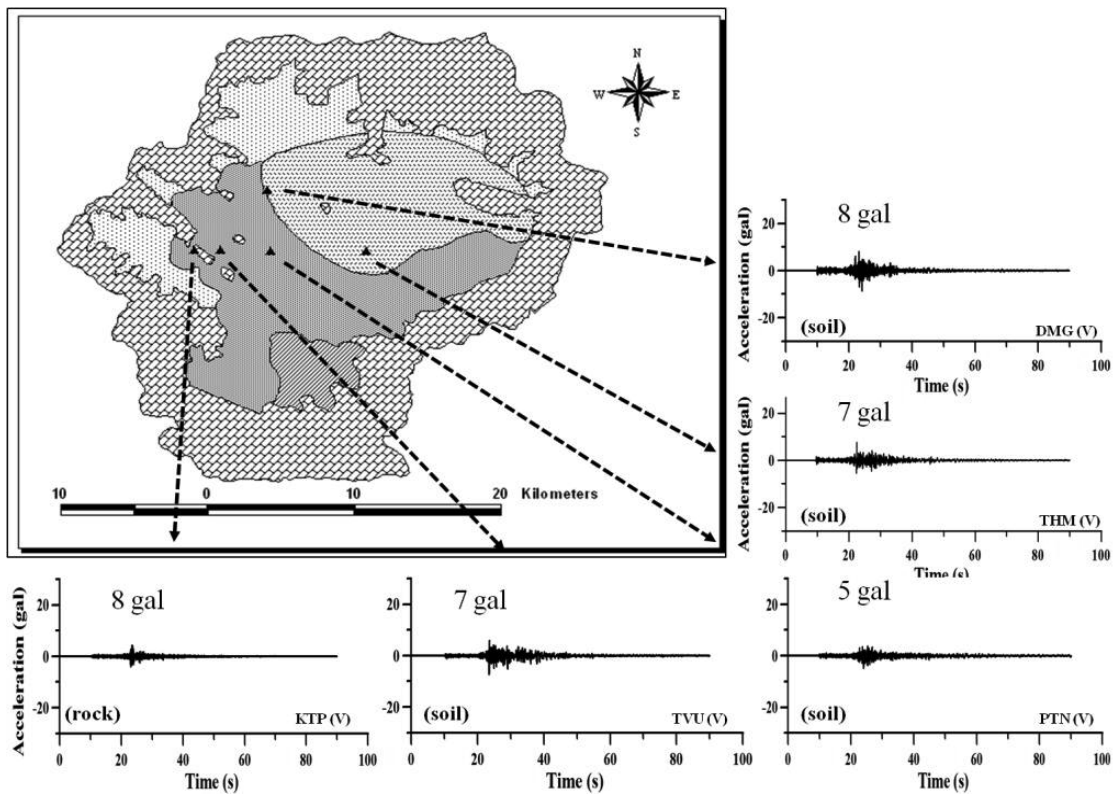 N
W E
S
10 0 10 20 Kilometers
8 gal
Acceleration (gal)
20
0
-20
(soil)
DMG (V)
0 20 40 60 80 100
Time (s)
7 gal
Acceleration (gal)
20
0
-20
(soil)
THM (V)
0 20 40 60 80 100
Time (s)
8 gal
Acceleration (gal)
20
0
-20
(rock)
KTP (V)
0 20 40 60 80 100
Time (s)
7 gal
20
0
-20
(soil)
TVU (V)
0 20 40 60 80 100
Time (s)
5 gal
20
0
-20
(soil)
PTN (V)
0 20 40 60 80 100
Time (s)